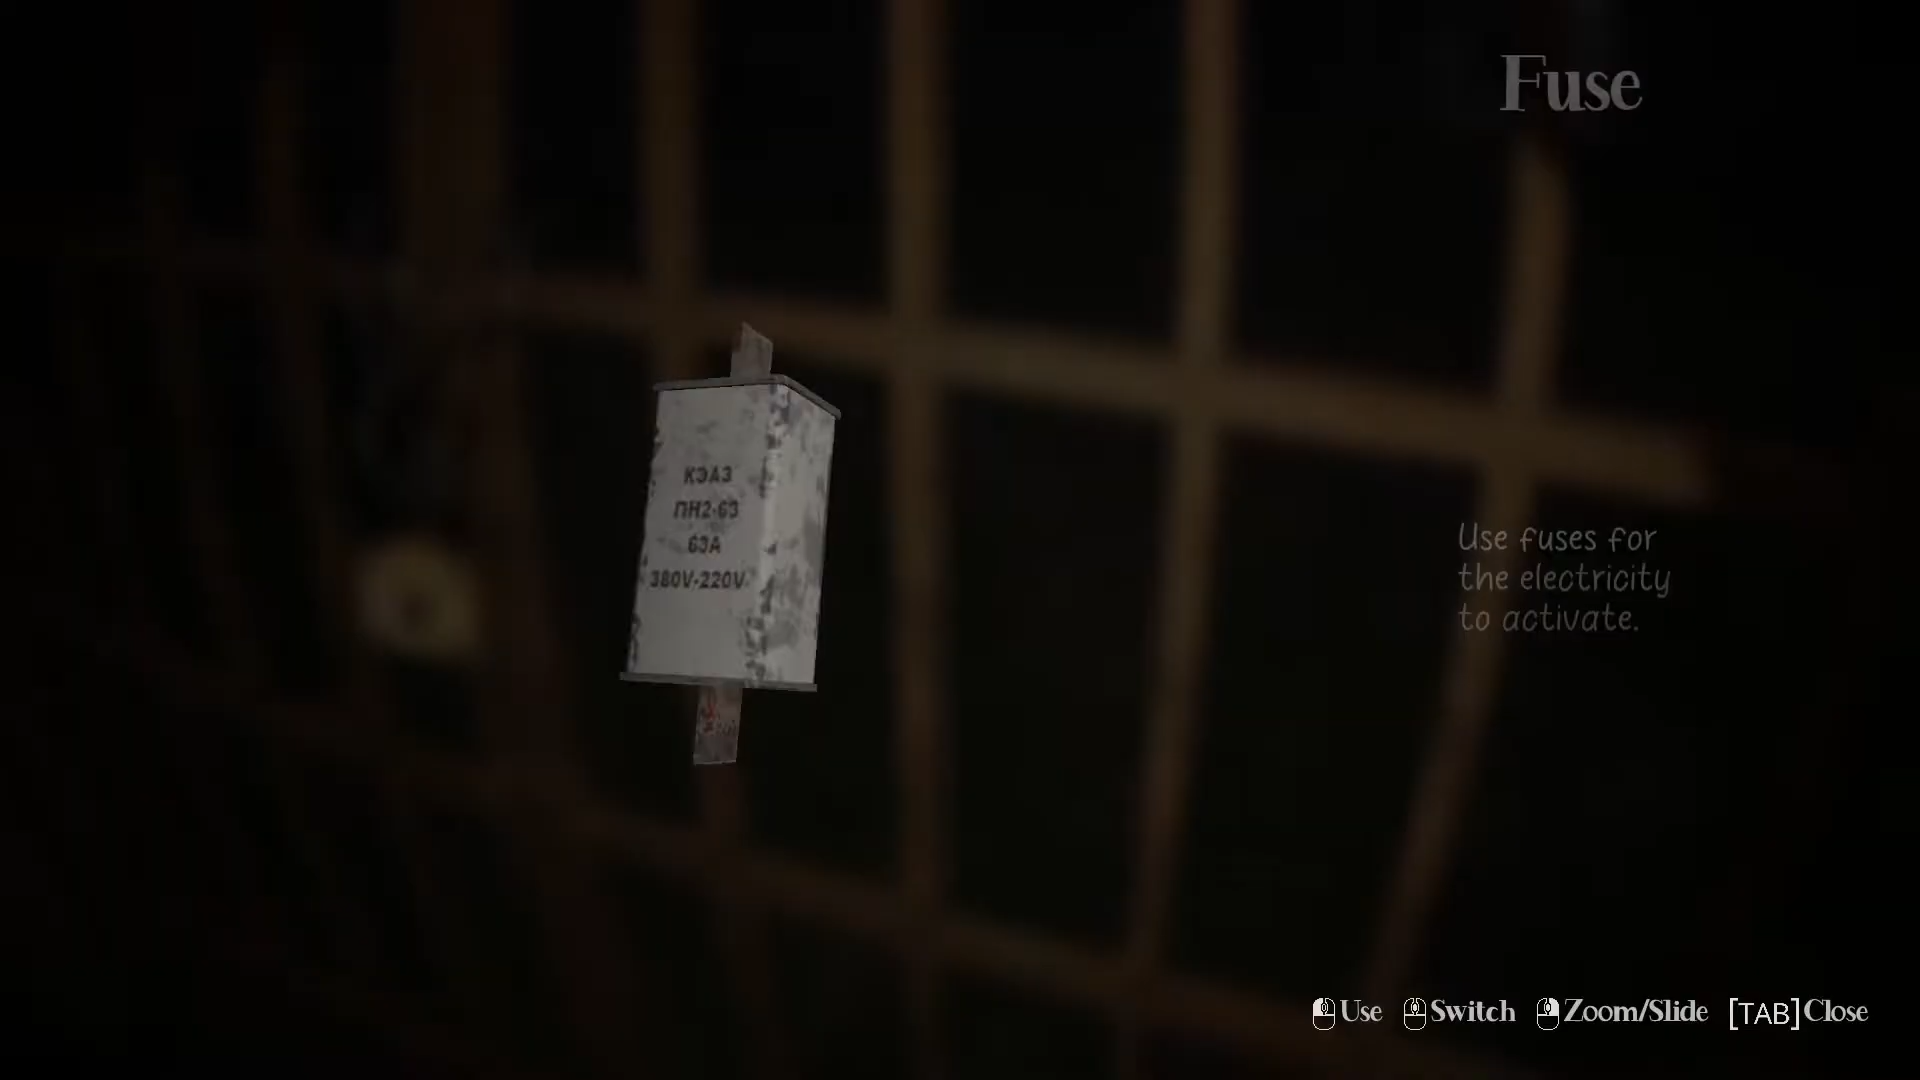 Fuse
КЭАЗ
ПН2-63
63А
380V-220V
Use fuses for
the electricity
to activate.
Use Switch Zoom/Slide [TAB]Close